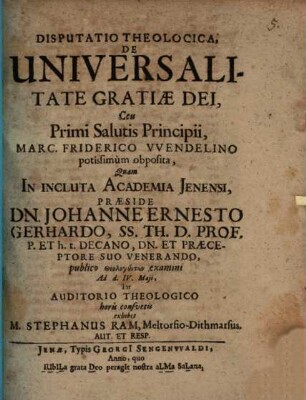 5.
DISPUTATIO THEOLOGICA,
DE
UNIVERSALI-
TATE GRATIÆ DEI,
Ceu
Primi Salutis Principii,
MARC. FRIDERICO VVENDELINO
potissimùm opposita,
Quam
IN INCLUTA ACADEMIA JENENSI,
PRÆSIDE
DN. JOHANNE ERNESTO
GERHARDO, SS. TH. D. PROF.
P. ET h. t. DECANO, DN. ET PRÆCE-
PTORE SUO VENERANDO,
publico examini
Ad d. IV. Maji,
in
AUDITORIO THEOLOGICO
horis consvetis
exhibet
M. STEPHANUS RAM, Meltorfio-Dithmarsus.
AUT. ET RESP.
JENÆ, Typis GEORGI SENGENVVALDI,
Anno, quo
IUbILa grata Deo peragit nostra aLMa SaLana,